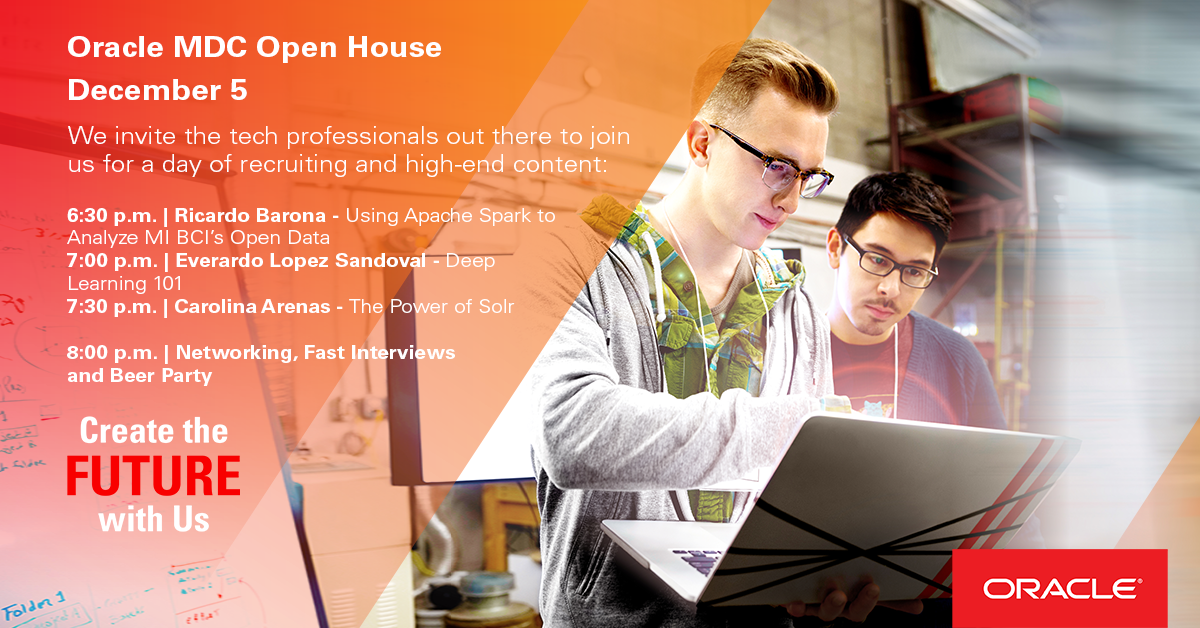 Oracle MDC Open House
December 5
We invite the tech professionals out there to join
us for a day of recruiting and high-end content:
6:30 p.m. | Ricardo Barona - Using Apache Spark to
Analyze MI BCI's Open Data
7:00 p.m. | Everardo Lopez Sandoval - Deep
Learning 101
7:30 p.m. | Carolina Arenas - The Power of Solr
8:00 p.m. | Networking, Fast Interviews
and Beer Party
Create the
FUTURE
with Us
Folder 1
ORACLE®